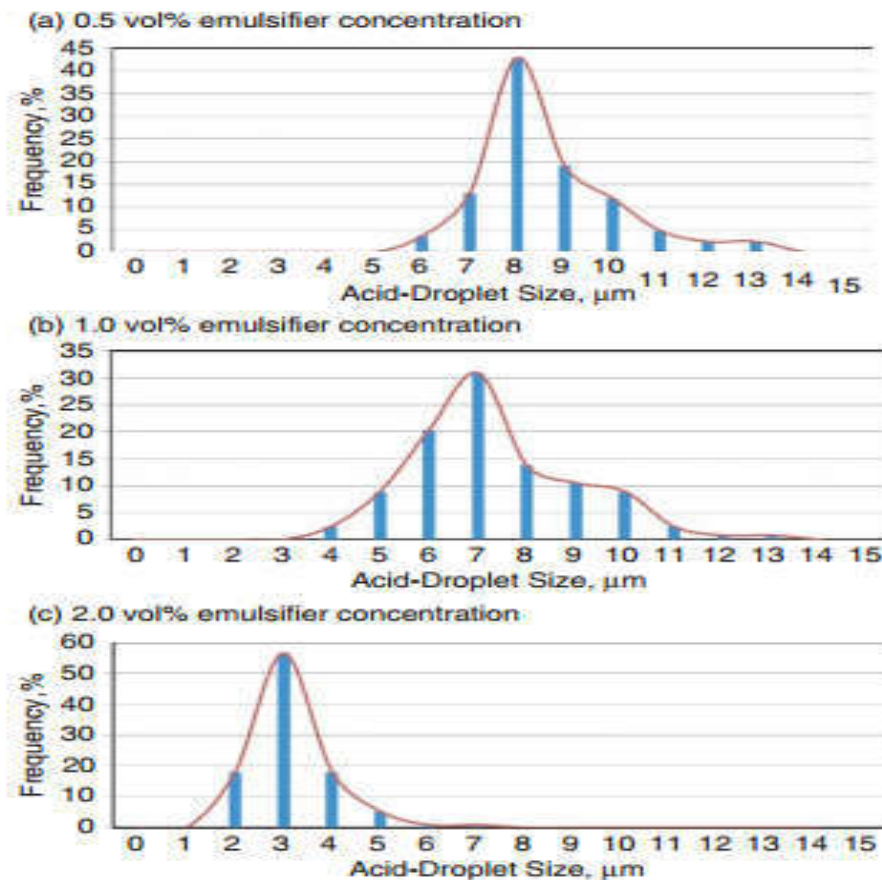 (a) 0.5 vol% emulsifier concentration
Frequency,%
45
40
35
30
25
20
15
10
5
0
0 1 2 3 4 5 6 7 8 9 10 11 12 13 14 15
Acid-Droplet Size, μm
(b) 1.0 vol% emulsifier concentration
Frequency,%
35
30
25
20
15
10
5
0
0 1 2 3 4 5 6 7 8 9 10 11 12 13 14 15
Acid-Droplet Size, μm
(c) 2.0 vol% emulsifier concentration
Frequency,%
60
50
40
30
20
10
0
0 1 2 3 4 5 6 7 8 9 10 11 12 13 14 15
Acid-Droplet Size, μm